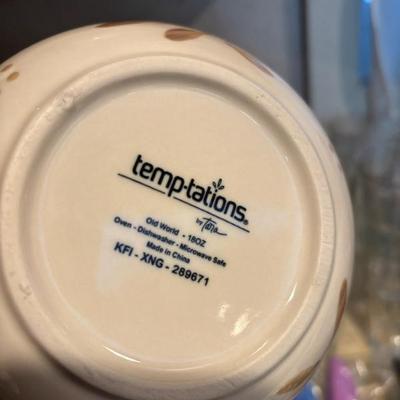 temp-tations®
by Tara
Old World - 18OZ
Oven - Dishwasher - Microwave Safe
Made in China
KFI - XNG - 289671